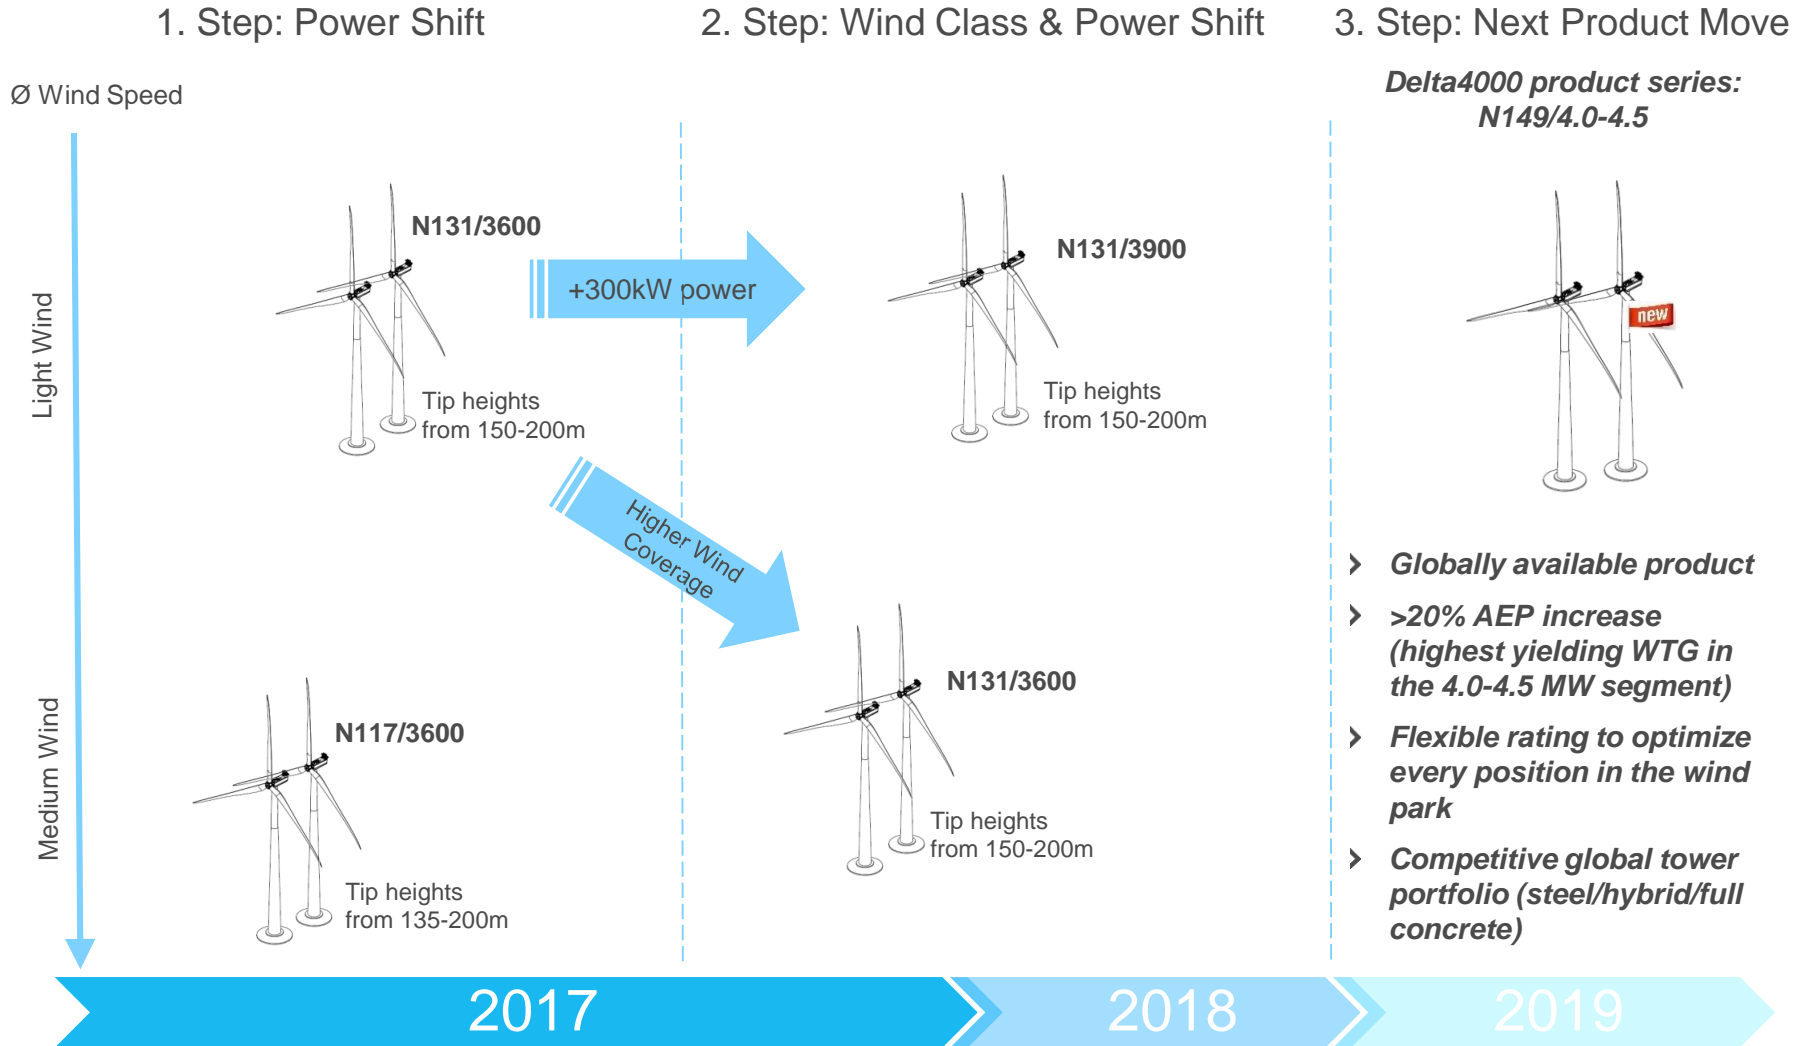 1. Step: Power Shift
2. Step: Wind Class & Power Shift
3. Step: Next Product Move
Ø Wind Speed
Light Wind
Medium Wind
N131/3600
Tip heights
from 150-200m
+300kW power
Higher Wind
Coverage
N117/3600
Tip heights
from 135-200m
N131/3900
Tip heights
from 150-200m
N131/3600
Tip heights
from 150-200m
Delta4000 product series:
N149/4.0-4.5
new
Globally available product
>20% AEP increase
(highest yielding WTG in
the 4.0-4.5 MW segment)
Flexible rating to optimize
every position in the wind
park
Competitive global tower
portfolio (steel/hybrid/full
concrete)
2017
2018
2019